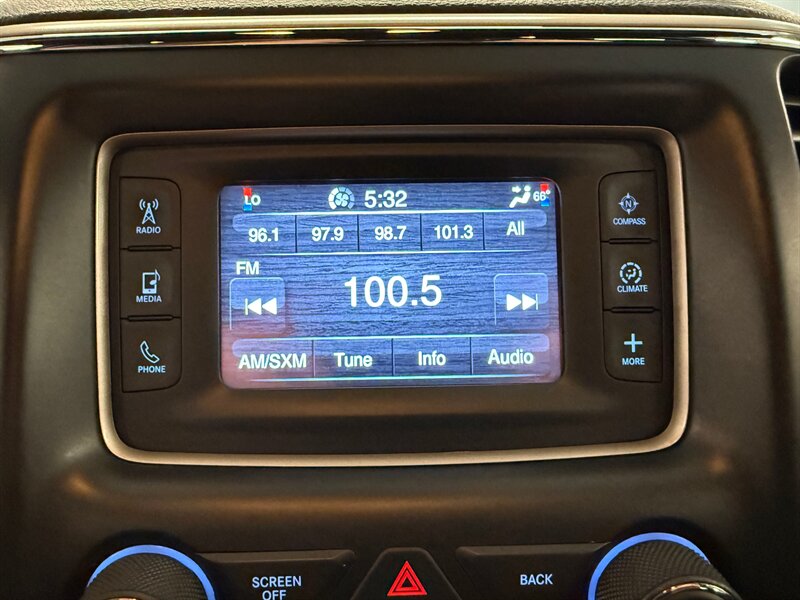 LO 5:32 66°
96.1 97.9 98.7 101.3 All
FM
100.5
AM/SXM Tune Info Audio
RADIO
MEDIA
PHONE
N
COMPASS
CLIMATE
MORE
SCREEN
OFF
BACK